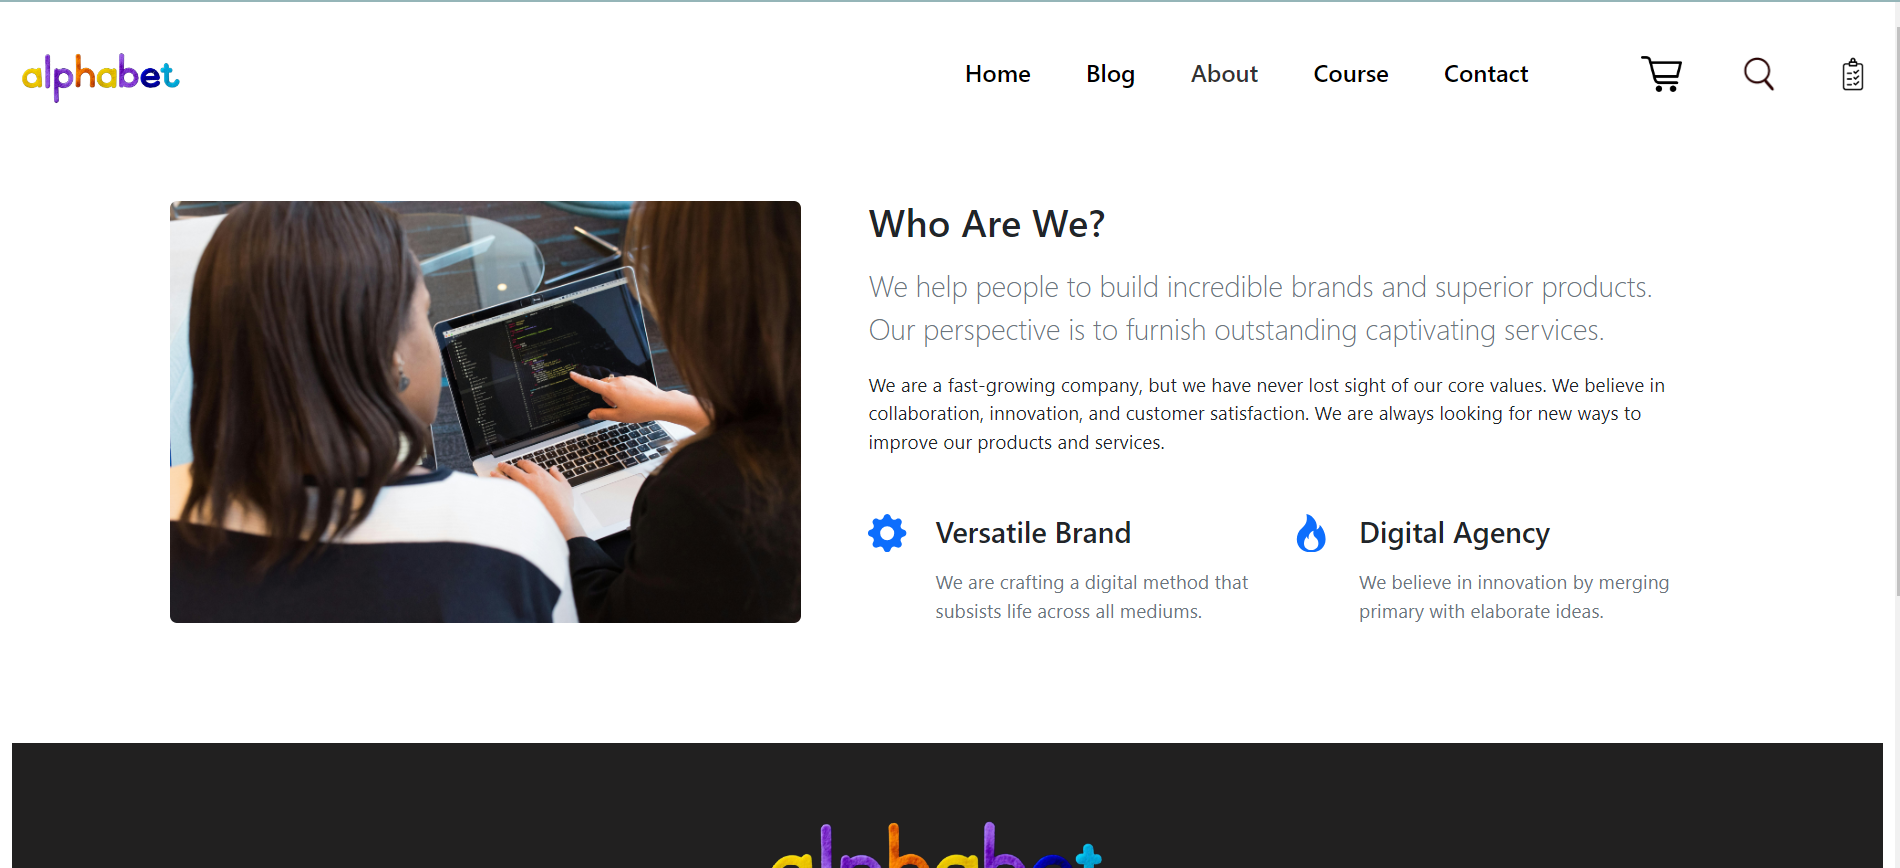 alphabet
Home Blog About Course Contact
Who Are We?
We help people to build incredible brands and superior products.
Our perspective is to furnish outstanding captivating services.
We are a fast-growing company, but we have never lost sight of our core values. We believe in
collaboration, innovation, and customer satisfaction. We are always looking for new ways to
improve our products and services.
Versatile Brand
We are crafting a digital method that
subsists life across all mediums.
Digital Agency
We believe in innovation by merging
primary with elaborate ideas.
alphabet